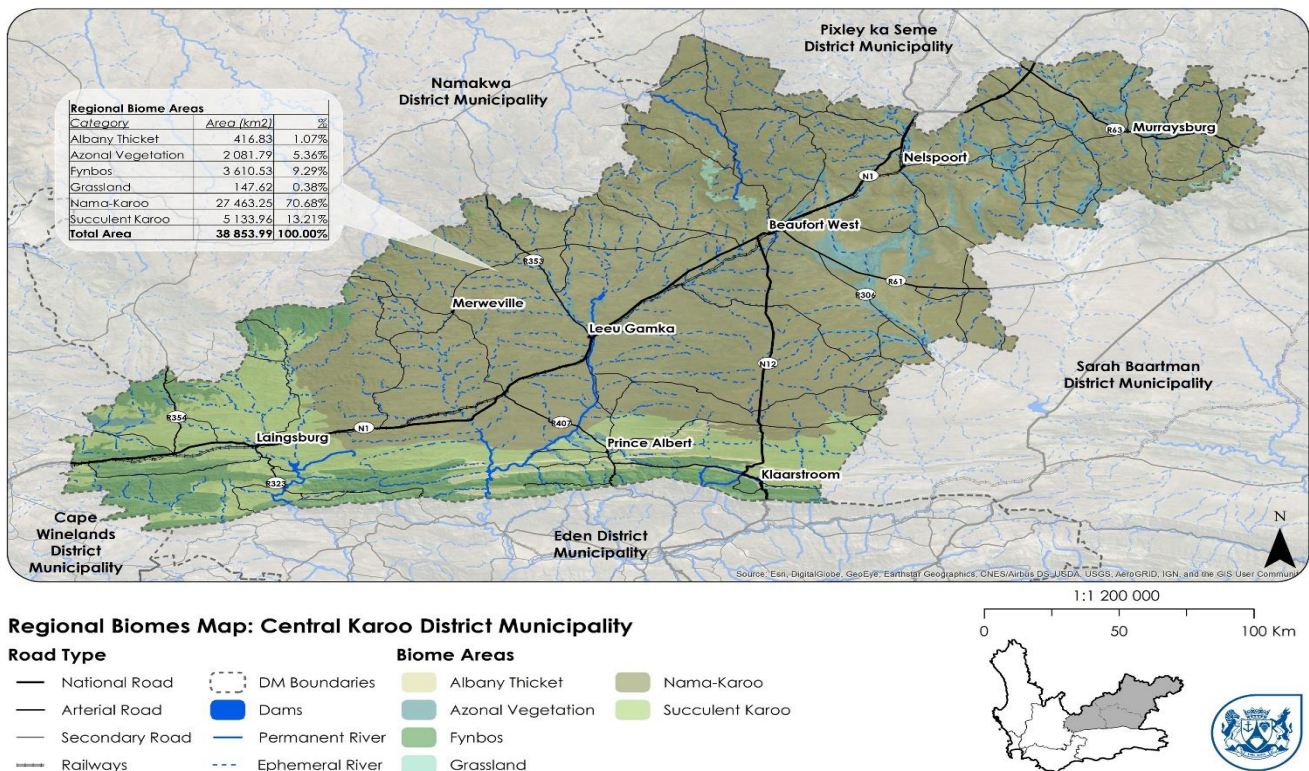 Pixley ka Seme
District Municipality
Namakwa
District Municipality
Regional Biome Areas
Category Area (km2) %
Albany Thicket 416.83 1.07%
Azonal Vegetation 2 081.79 5.36%
Fynbos 3 610.53 9.29%
Grassland 147.62 0.38%
Nama-Karoo 27 463.25 70.68%
Succulent Karoo 5 133.96 13.21%
Total Area 38 853.99 100.00%
R63
Murraysburg
Nelspoort
N1
Beaufort West
R353
R61
R306
Merweville
Leeu Gamka
N12
Sarah Baartman
District Municipality
R354
Laingsburg
N1
R407
Prince Albert
Klaarstroom
R323
Cape
Winelands
District
Municipality
Eden District
Municipality
N
Source: Esri, DigitalGlobe, GeoEye, Earthstar Geographics, CNES/Airbus DS, USDA, USGS, AeroGRID, IGN, and the GIS User Communit
1:1 200 000
0 50 100 Km
Regional Biomes Map: Central Karoo District Municipality
Road Type
National Road
Arterial Road
Secondary Road
Railways
DM Boundaries
Dams
Permanent River
Ephemeral River
Biome Areas
Albany Thicket
Azonal Vegetation
Fynbos
Grassland
Nama-Karoo
Succulent Karoo